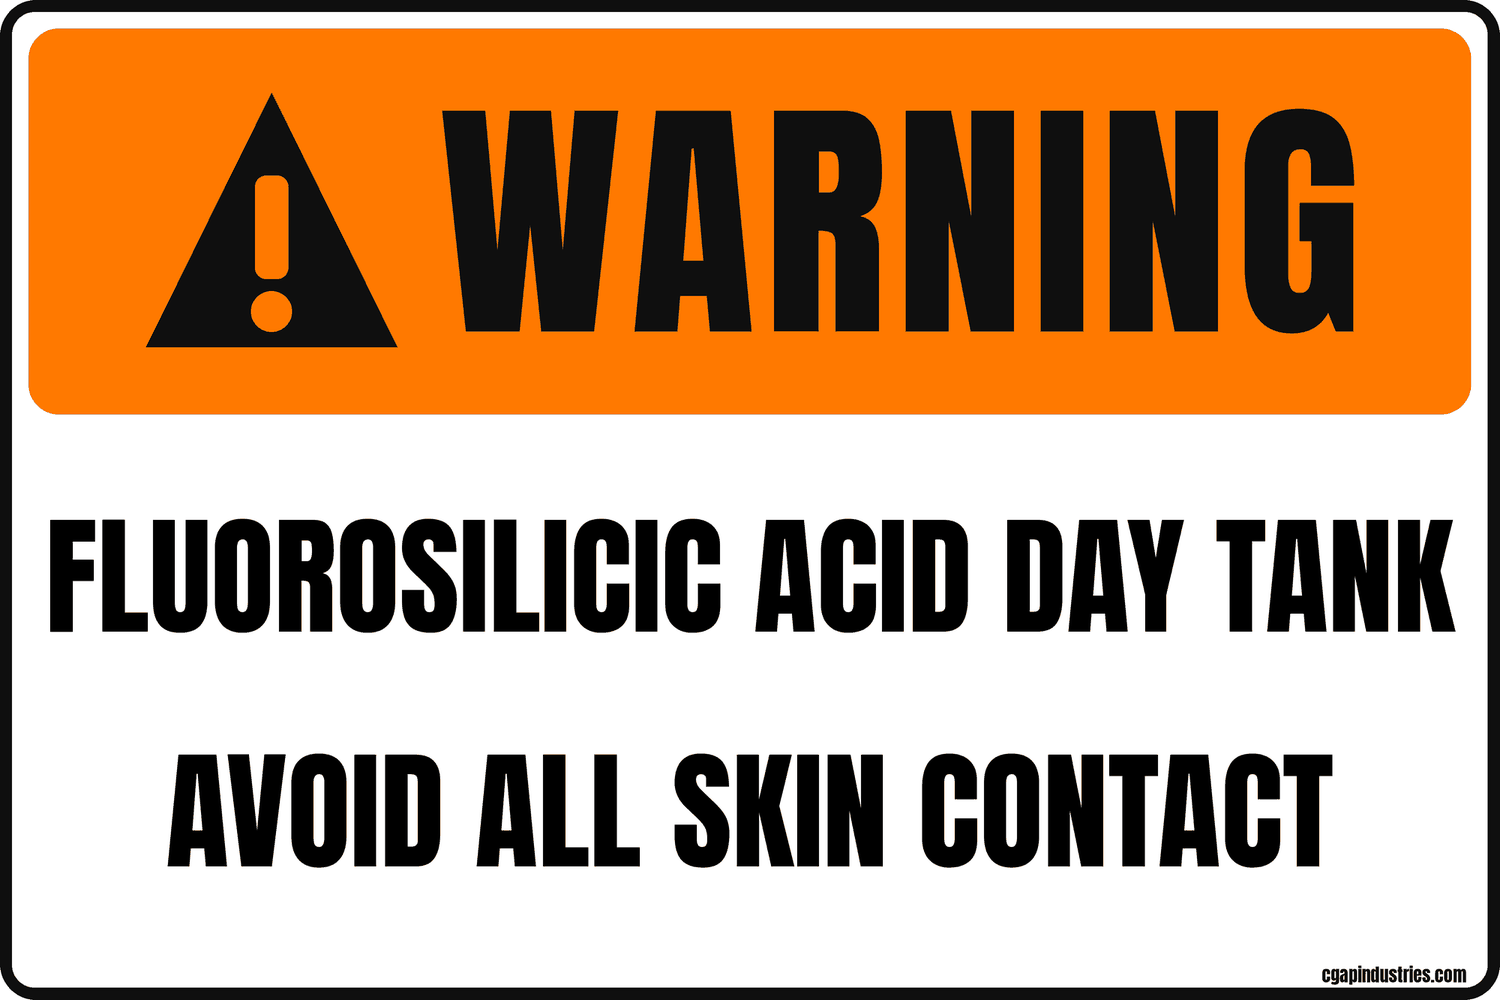 WARNING
FLUOROSILICIC ACID DAY TANK
AVOID ALL SKIN CONTACT
cgapindustries.com